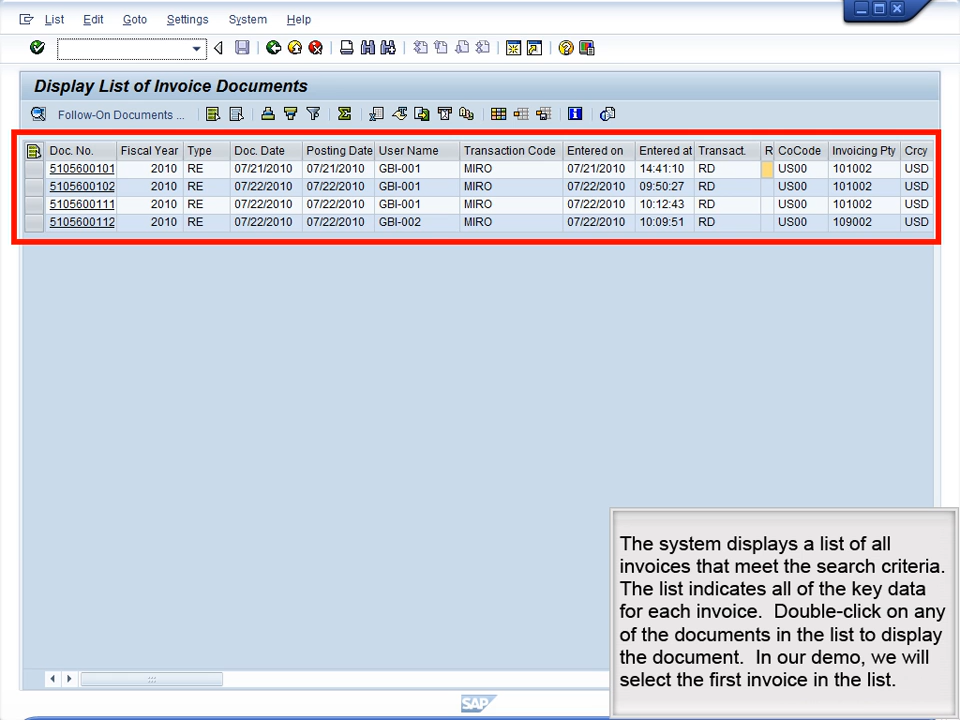 List Edit Goto Settings System Help
Display List of Invoice Documents
Follow-On Documents ...
Doc. No. Fiscal Year Type Doc. Date Posting Date User Name Transaction Code Entered on Entered at Transact. R CoCode Invoicing Pty Crcy
5105600101 2010 RE 07/21/2010 07/21/2010 GBI-001 MIRO 07/21/2010 14:41:10 RD US00 101002 USD
5105600102 2010 RE 07/22/2010 07/22/2010 GBI-001 MIRO 07/22/2010 09:50:27 RD US00 101002 USD
5105600111 2010 RE 07/22/2010 07/22/2010 GBI-001 MIRO 07/22/2010 10:12:43 RD US00 101002 USD
5105600112 2010 RE 07/22/2010 07/22/2010 GBI-002 MIRO 07/22/2010 10:09:51 RD US00 109002 USD
The system displays a list of all
invoices that meet the search criteria.
The list indicates all of the key data
for each invoice. Double-click on any
of the documents in the list to display
the document. In our demo, we will
select the first invoice in the list.
SAP